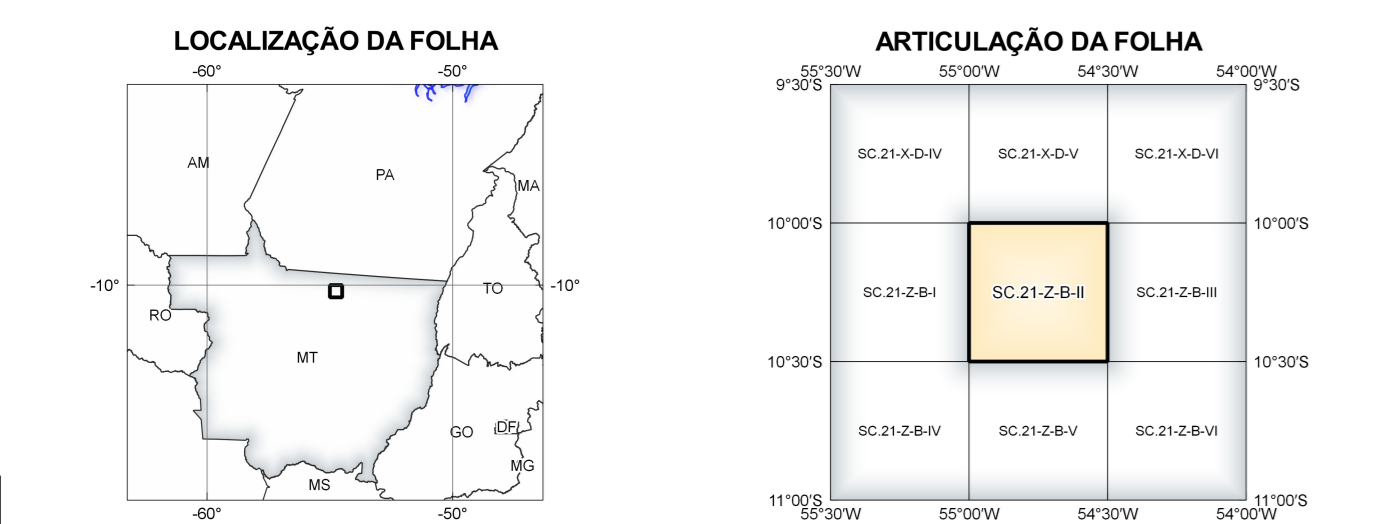 LOCALIZAÇÃO DA FOLHA
-60° -50°
AM
PA
MA
-10° -10°
TO
RO
MT
GO
DF
MG
MS
-60° -50°
ARTICULAÇÃO DA FOLHA
55°30'W 55°00'W 54°30'W 54°00'W
9°30'S 9°30'S
SC.21-X-D-IV SC.21-X-D-V SC.21-X-D-VI
10°00'S 10°00'S
SC.21-Z-B-I SC.21-Z-B-II SC.21-Z-B-III
10°30'S 10°30'S
SC.21-Z-B-IV SC.21-Z-B-V SC.21-Z-B-VI
11°00'S 11°00'S
55°30'W 55°00'W 54°30'W 54°00'W